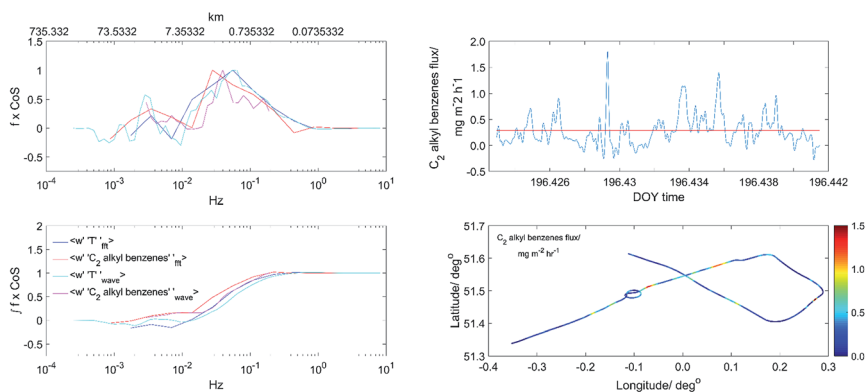 km
735.332 73.5332 7.35332 0.735332 0.0735332
1.5
1
0.5
0
-0.5
f x CoS
10⁻⁴ 10⁻³ 10⁻² 10⁻¹ 10⁰ 10¹
Hz
2.0
1.5
1.0
0.5
0.0
-0.5
C₂ alkyl benzenes flux/
mg m⁻2 h⁻¹
196.426 196.43 196.434 196.438 196.442
DOY time
2
1.5
1
0.5
0
-0.5
∫ f x CoS
<w' 'T' 'fft>
<w' 'C₂ alkyl benzenes' 'fft>
<w' 'T' 'wave>
<w' 'C₂ alkyl benzenes' 'wave>
10⁻⁴ 10⁻³ 10⁻² 10⁻¹ 10⁰ 10¹
Hz
51.7
51.6
51.5
51.4
51.3
Latitude/ deg°
C₂ alkyl benzenes flux/
mg m⁻² hr⁻¹
-0.4 -0.3 -0.2 -0.1 0.0 0.1 0.2 0.3
Longitude/ deg°
1.5
1.0
0.5
0.0